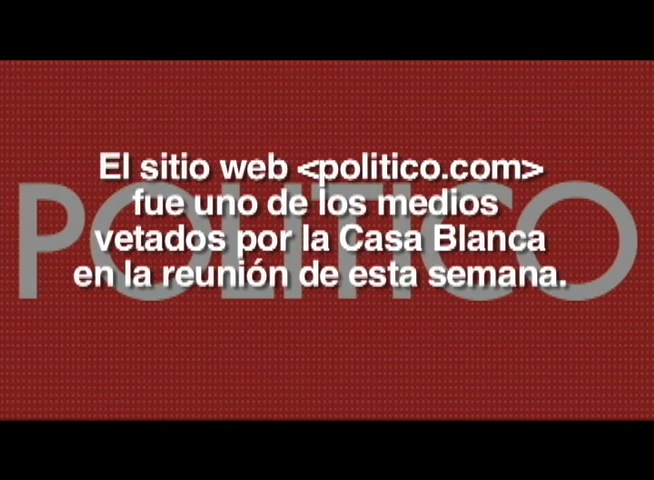 El sitio web <politico.com>
fue uno de los medios
vetados por la Casa Blanca
en la reunión de esta semana.
POLITICO